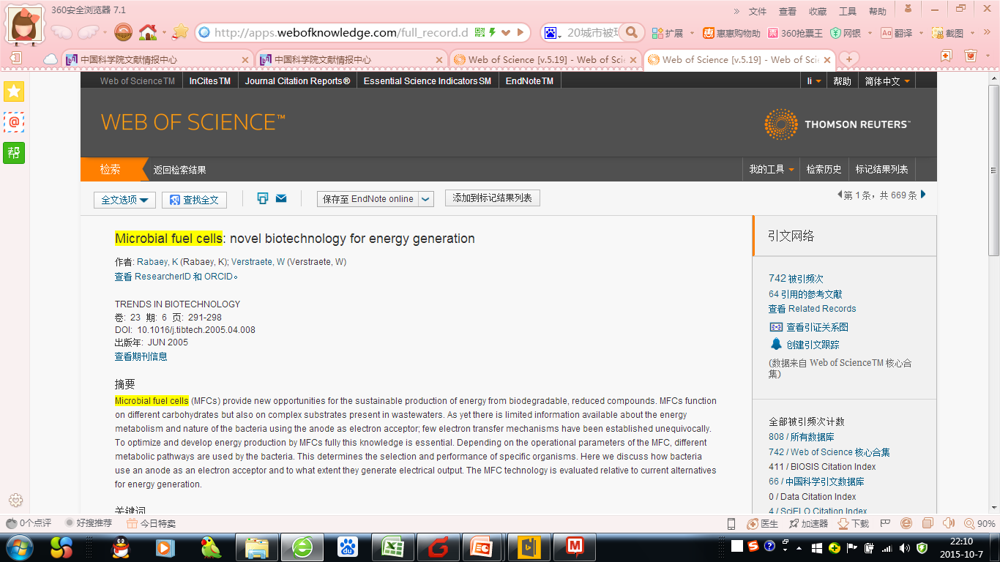 360安全浏览器 7.1
» 文件 查看 收藏 工具 帮助
http://apps.webofknowledge.com/full_record.d
20城市被
扩展 惠惠购物助 360抢票王 网银 翻译 截图 »
中国科学院文献情报中心 × 中国科学院文献情报中心 × Web of Science [v.5.19] - Web of Sci × Web of Science [v.5.19] - Web of Sci ×
Web of Science™ InCites™ Journal Citation Reports® Essential Science Indicators℠ EndNote™ li 帮助 简体中文
WEB OF SCIENCE™
THOMSON REUTERS™
检索 返回检索结果 我的工具 检索历史 标记结果列表
全文选项 查找全文 保存至 EndNote online 添加到标记结果列表 第 1 条，共 669 条
Microbial fuel cells: novel biotechnology for energy generation
作者: Rabaey, K (Rabaey, K); Verstraete, W (Verstraete, W)
查看 ResearcherID 和 ORCID。
TRENDS IN BIOTECHNOLOGY
卷: 23 期: 6 页: 291-298
DOI: 10.1016/j.tibtech.2005.04.008
出版年: JUN 2005
查看期刊信息
摘要
Microbial fuel cells (MFCs) provide new opportunities for the sustainable production of energy from biodegradable, reduced compounds. MFCs function
on different carbohydrates but also on complex substrates present in wastewaters. As yet there is limited information available about the energy
metabolism and nature of the bacteria using the anode as electron acceptor; few electron transfer mechanisms have been established unequivocally.
To optimize and develop energy production by MFCs fully this knowledge is essential. Depending on the operational parameters of the MFC, different
metabolic pathways are used by the bacteria. This determines the selection and performance of specific organisms. Here we discuss how bacteria
use an anode as an electron acceptor and to what extent they generate electrical output. The MFC technology is evaluated relative to current alternatives
for energy generation.
关键词
引文网络
742 被引频次
64 引用的参考文献
查看 Related Records
查看引证关系图
创建引文跟踪
(数据来自 Web of Science™ 核心合
集)
全部被引频次计数
808 / 所有数据库
742 / Web of Science 核心合集
411 / BIOSIS Citation Index
66 / 中国科学引文数据库
0 / Data Citation Index
4 / SciELO Citation Index
帮
0个点评 好搜推荐 今日特卖 医生 加速器 下载 90%
22:10
2015-10-7